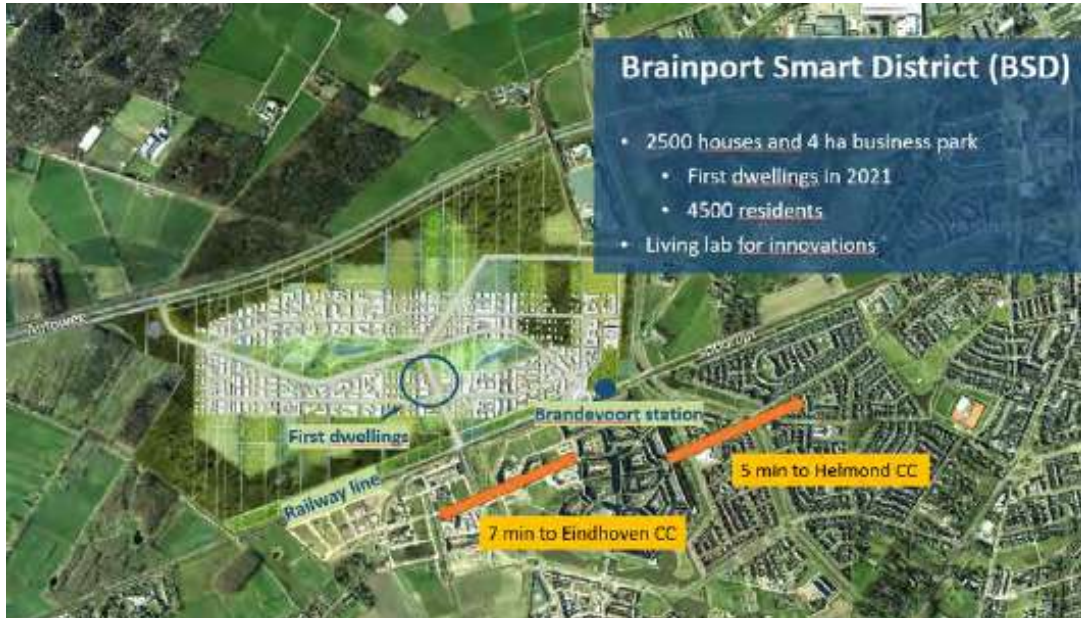 Brainport Smart District (BSD)
• 2500 houses and 4 ha business park
• First dwellings in 2021
• 4500 residents
• Living lab for innovations
Brandevoort station
First dwellings
Railway line
5 min to Helmond CC
7 min to Eindhoven CC